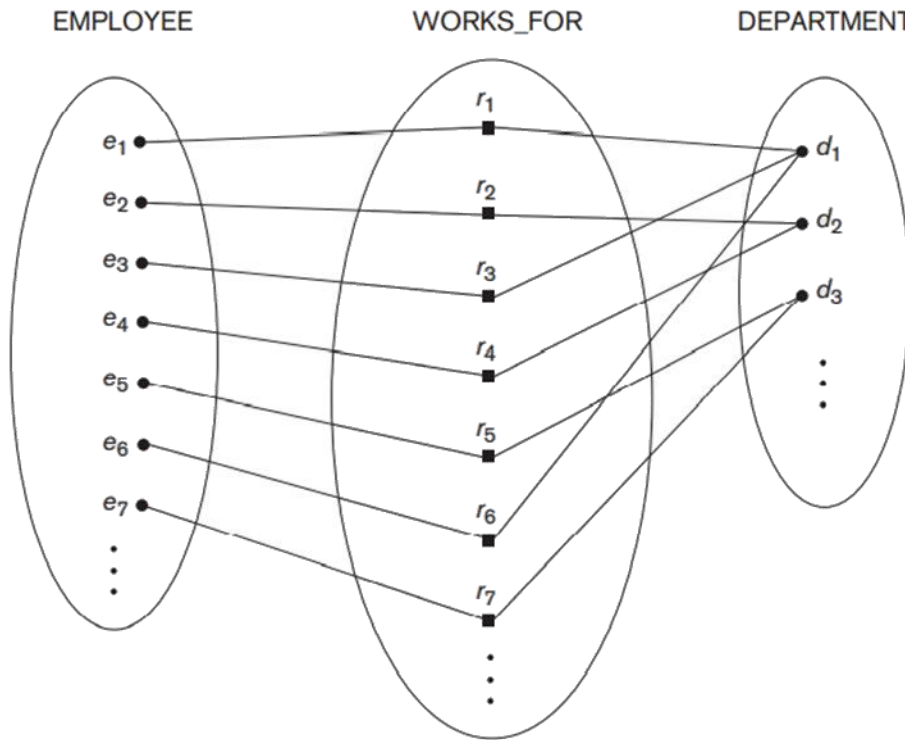 EMPLOYEE WORKS_FOR DEPARTMENT
e1
e2
e3
e4
e5
e6
e7
r1
r2
r3
r4
r5
r6
r7
d1
d2
d3